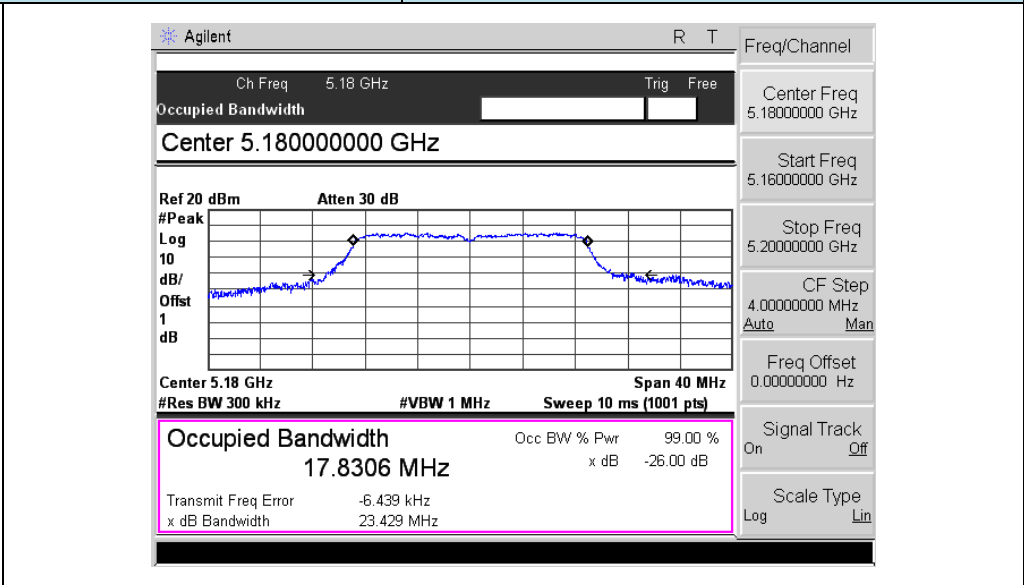 Agilent R T
Ch Freq 5.18 GHz Trig Free
Occupied Bandwidth
Center 5.180000000 GHz
Ref 20 dBm Atten 30 dB
#Peak
Log
10
dB/
Offst
1
dB
Center 5.18 GHz Span 40 MHz
#Res BW 300 kHz #VBW 1 MHz Sweep 10 ms (1001 pts)
Occupied Bandwidth Occ BW % Pwr 99.00 %
17.8306 MHz x dB -26.00 dB
Transmit Freq Error -6.439 kHz
x dB Bandwidth 23.429 MHz
Freq/Channel
Center Freq
5.18000000 GHz
Start Freq
5.16000000 GHz
Stop Freq
5.20000000 GHz
CF Step
4.00000000 MHz
Auto Man
Freq Offset
0.00000000 Hz
Signal Track
On Off
Scale Type
Log Lin